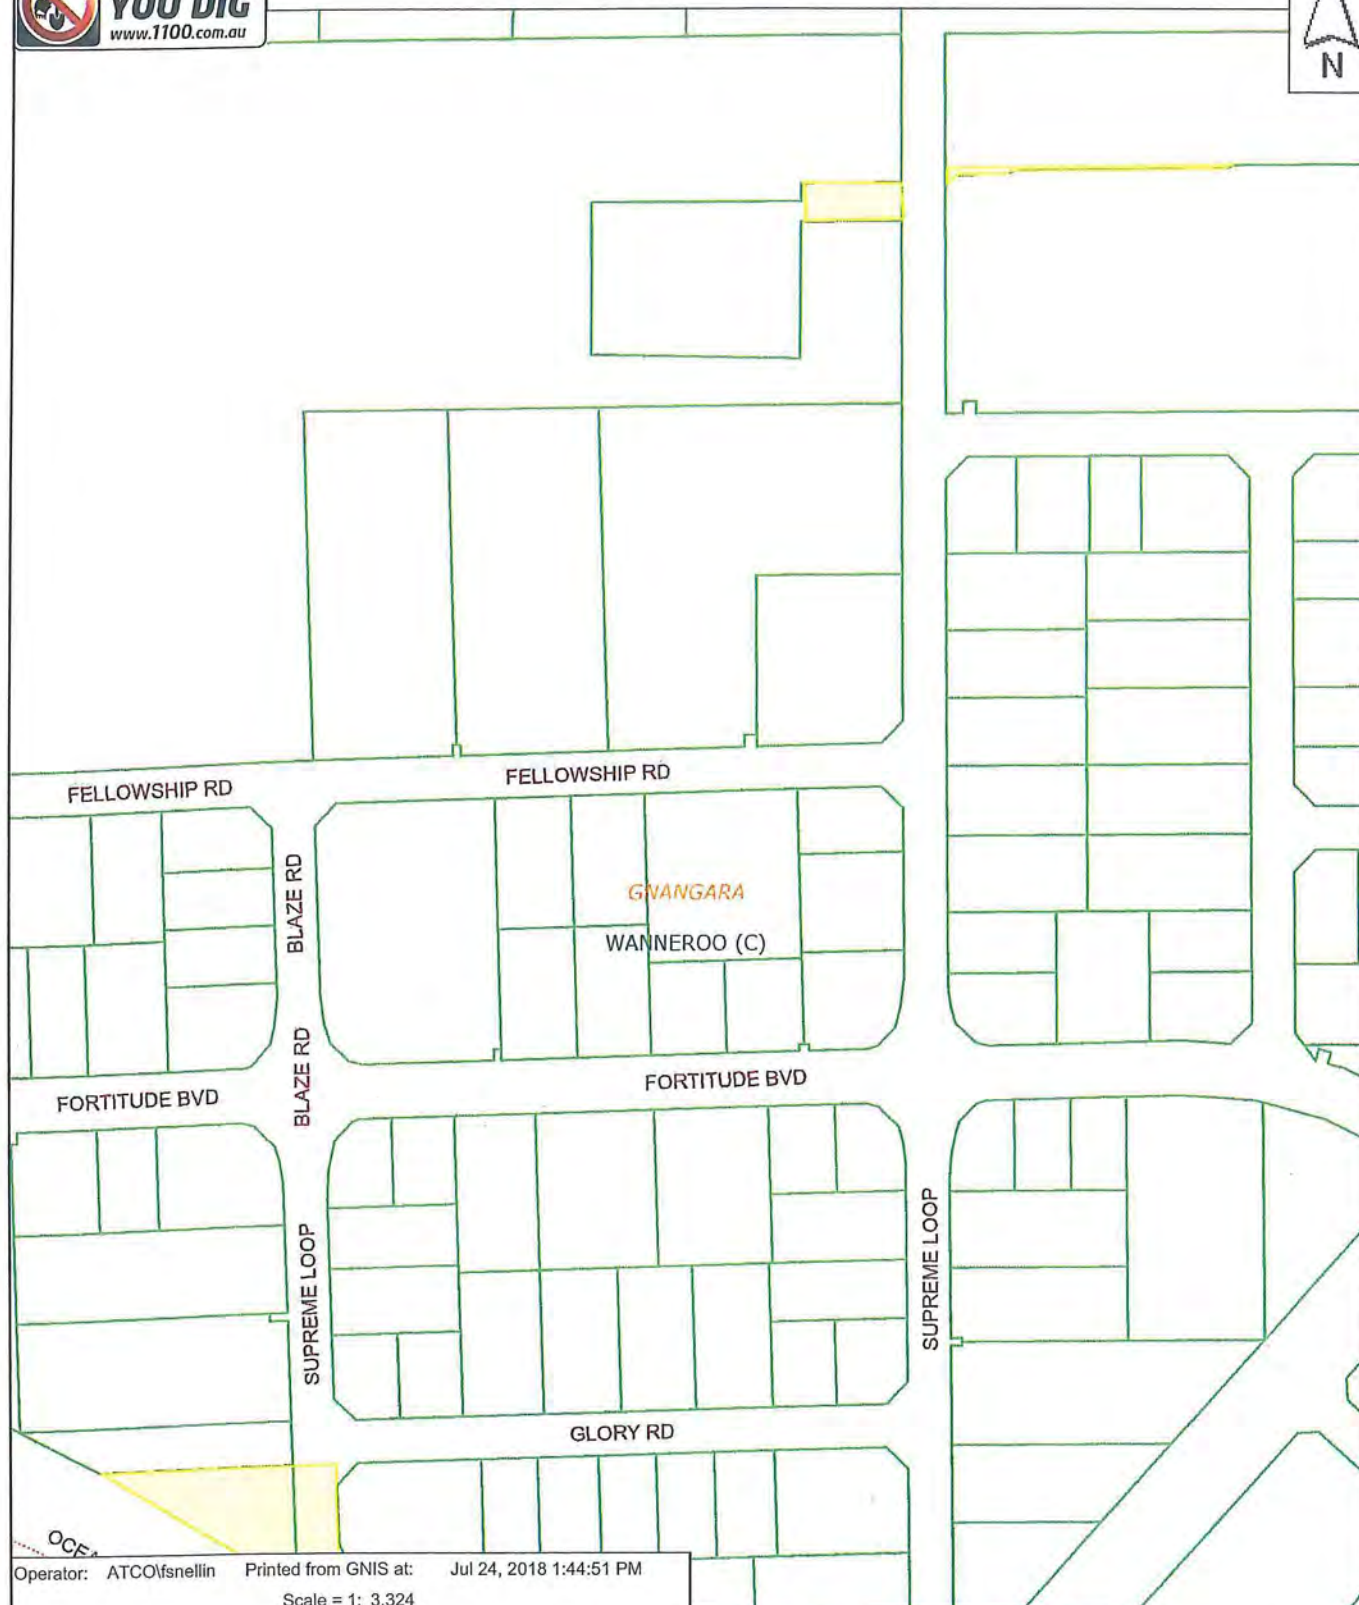 YOU DIG
www.1100.com.au
N
FELLOWSHIP RD
FELLOWSHIP RD
BLAZE RD
GNANGARA
WANNEROO (C)
BLAZE RD
FORTITUDE BVD
FORTITUDE BVD
SUPREME LOOP
SUPREME LOOP
GLORY RD
Operator: ATCO\fsnellin Printed from GNIS at: Jul 24, 2018 1:44:51 PM
Scale = 1: 3,324